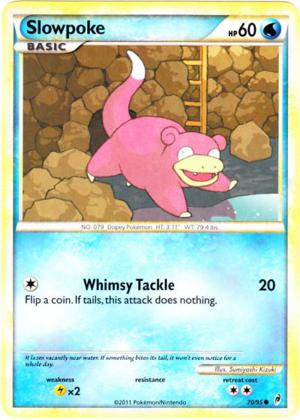 Slowpoke HP60
BASIC
NO. 079 Dopey Pokémon HT: 3'11" WT: 79.4 lbs.
Whimsy Tackle 20
Flip a coin. If tails, this attack does nothing.
Illus. Sumiyoshi Kizuki
It lazes vacantly near water. If something bites its tail, it won't even notice for a
whole day.
weakness resistance retreat cost
×2
©2011 Pokémon/Nintendo 70/95